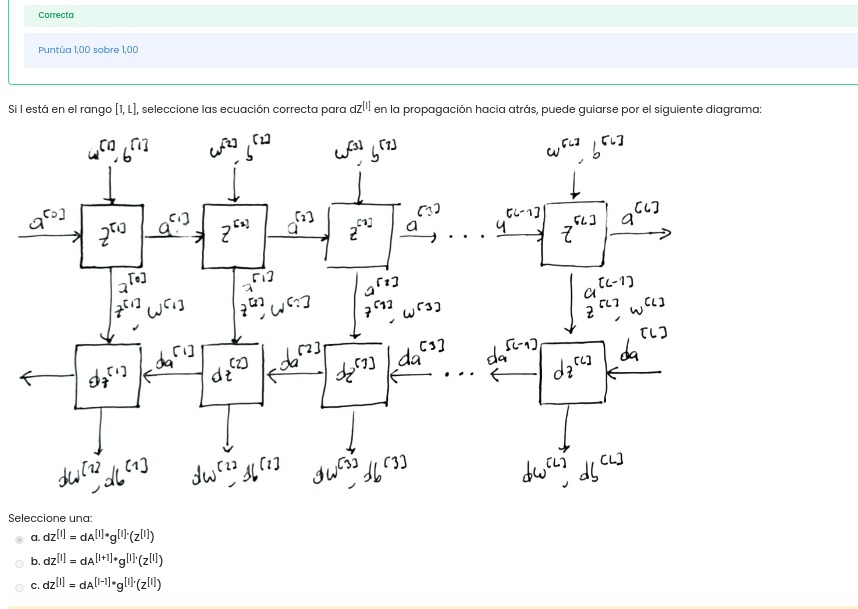 Correcta
Puntúa 1,00 sobre 1,00
Si l está en el rango [1, L], seleccione las ecuación correcta para dZ[l] en la propagación hacia atrás, puede guiarse por el siguiente diagrama:
w[1], b[1] w[2], b[2] w[3], b[3] w[L], b[L]
a[0] z[1] a[1] z[2] a[2] z[3] a[3] . . . a[L-1] z[L] a[L]
a[0] a[1] a[2] a[L-1]
z[1], w[1] z[2], w[2] z[3], w[3] z[L], w[L]
dz[1] da[1] dz[2] da[2] dz[3] da[3] . . . da[L-1] dz[L] da[L]
dw[1], db[1] dw[2], db[2] dw[3], db[3] dw[L], db[L]
Seleccione una:
a. dZ[l] = dA[l]*g[l]'(Z[l])
b. dZ[l] = dA[l+1]*g[l]'(Z[l])
c. dZ[l] = dA[l-1]*g[l]'(Z[l])